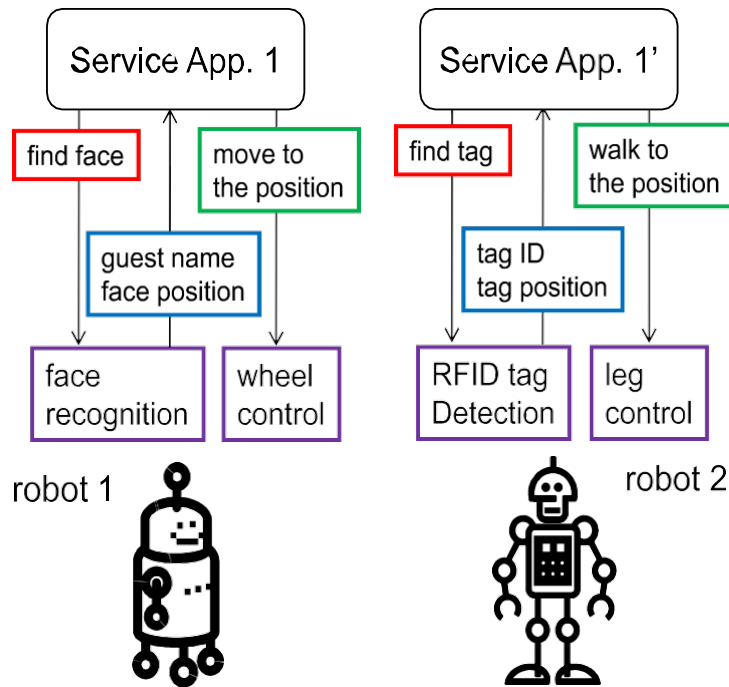 Service App. 1
find face
move to
the position
guest name
face position
face
recognition
wheel
control
robot 1
Service App. 1’
find tag
walk to
the position
tag ID
tag position
RFID tag
Detection
leg
control
robot 2